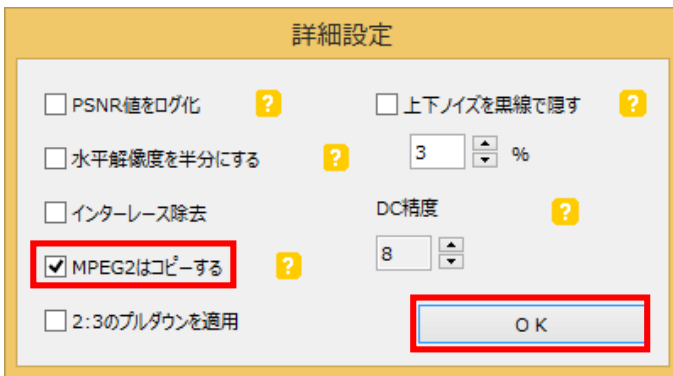 詳細設定
PSNR値をログ化 ?
上下ノイズを黒線で隠す ?
水平解像度を半分にする ?
3 %
インターレース除去
DC精度 ?
MPEG2はコピーする ?
8
2:3のプルダウンを適用
OK